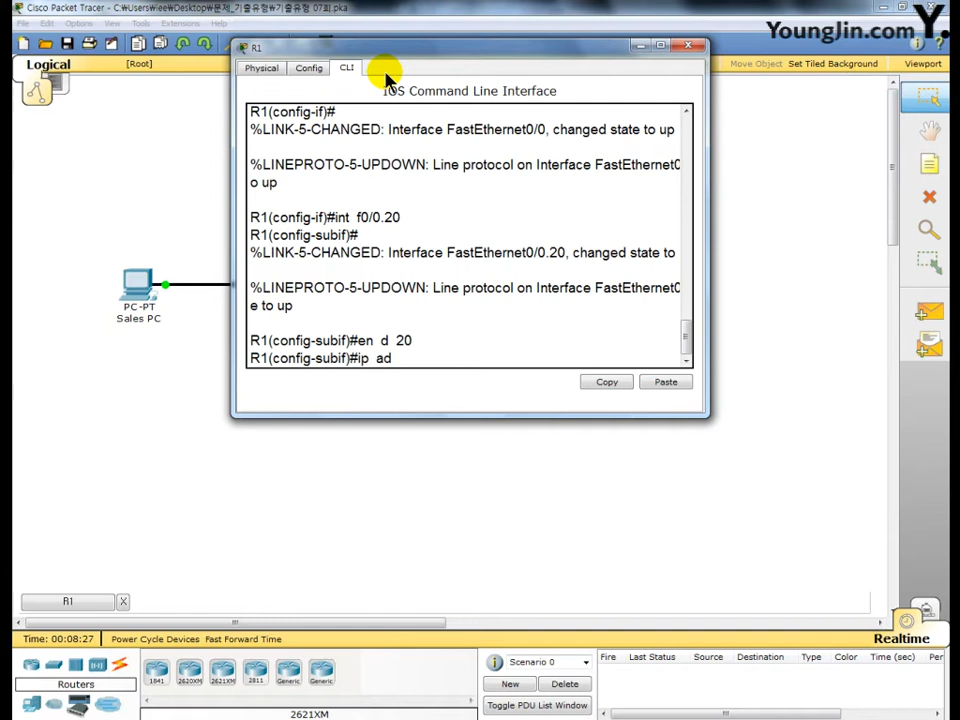 Cisco Packet Tracer - C:₩Users₩lee₩Desktop₩문제_기출유형₩기출유형 07회.pka
File Edit Options View Tools Extensions Help
YoungJin.com Y.
Logical [Root] Move Object Set Tiled Background Viewport
R1
Physical Config CLI
IOS Command Line Interface
R1(config-if)#
%LINK-5-CHANGED: Interface FastEthernet0/0, changed state to up
%LINEPROTO-5-UPDOWN: Line protocol on Interface FastEthernet0
o up
R1(config-if)#int f0/0.20
R1(config-subif)#
%LINK-5-CHANGED: Interface FastEthernet0/0.20, changed state to
%LINEPROTO-5-UPDOWN: Line protocol on Interface FastEthernet0
e to up
R1(config-subif)#en d 20
R1(config-subif)#ip ad
Copy Paste
PC-PT
Sales PC
R1 X
Time: 00:08:27 Power Cycle Devices Fast Forward Time Realtime
Routers
1841 2620XM 2621XM 2811 Generic Generic
2621XM
Scenario 0
New Delete
Toggle PDU List Window
Fire Last Status Source Destination Type Color Time (sec) Per